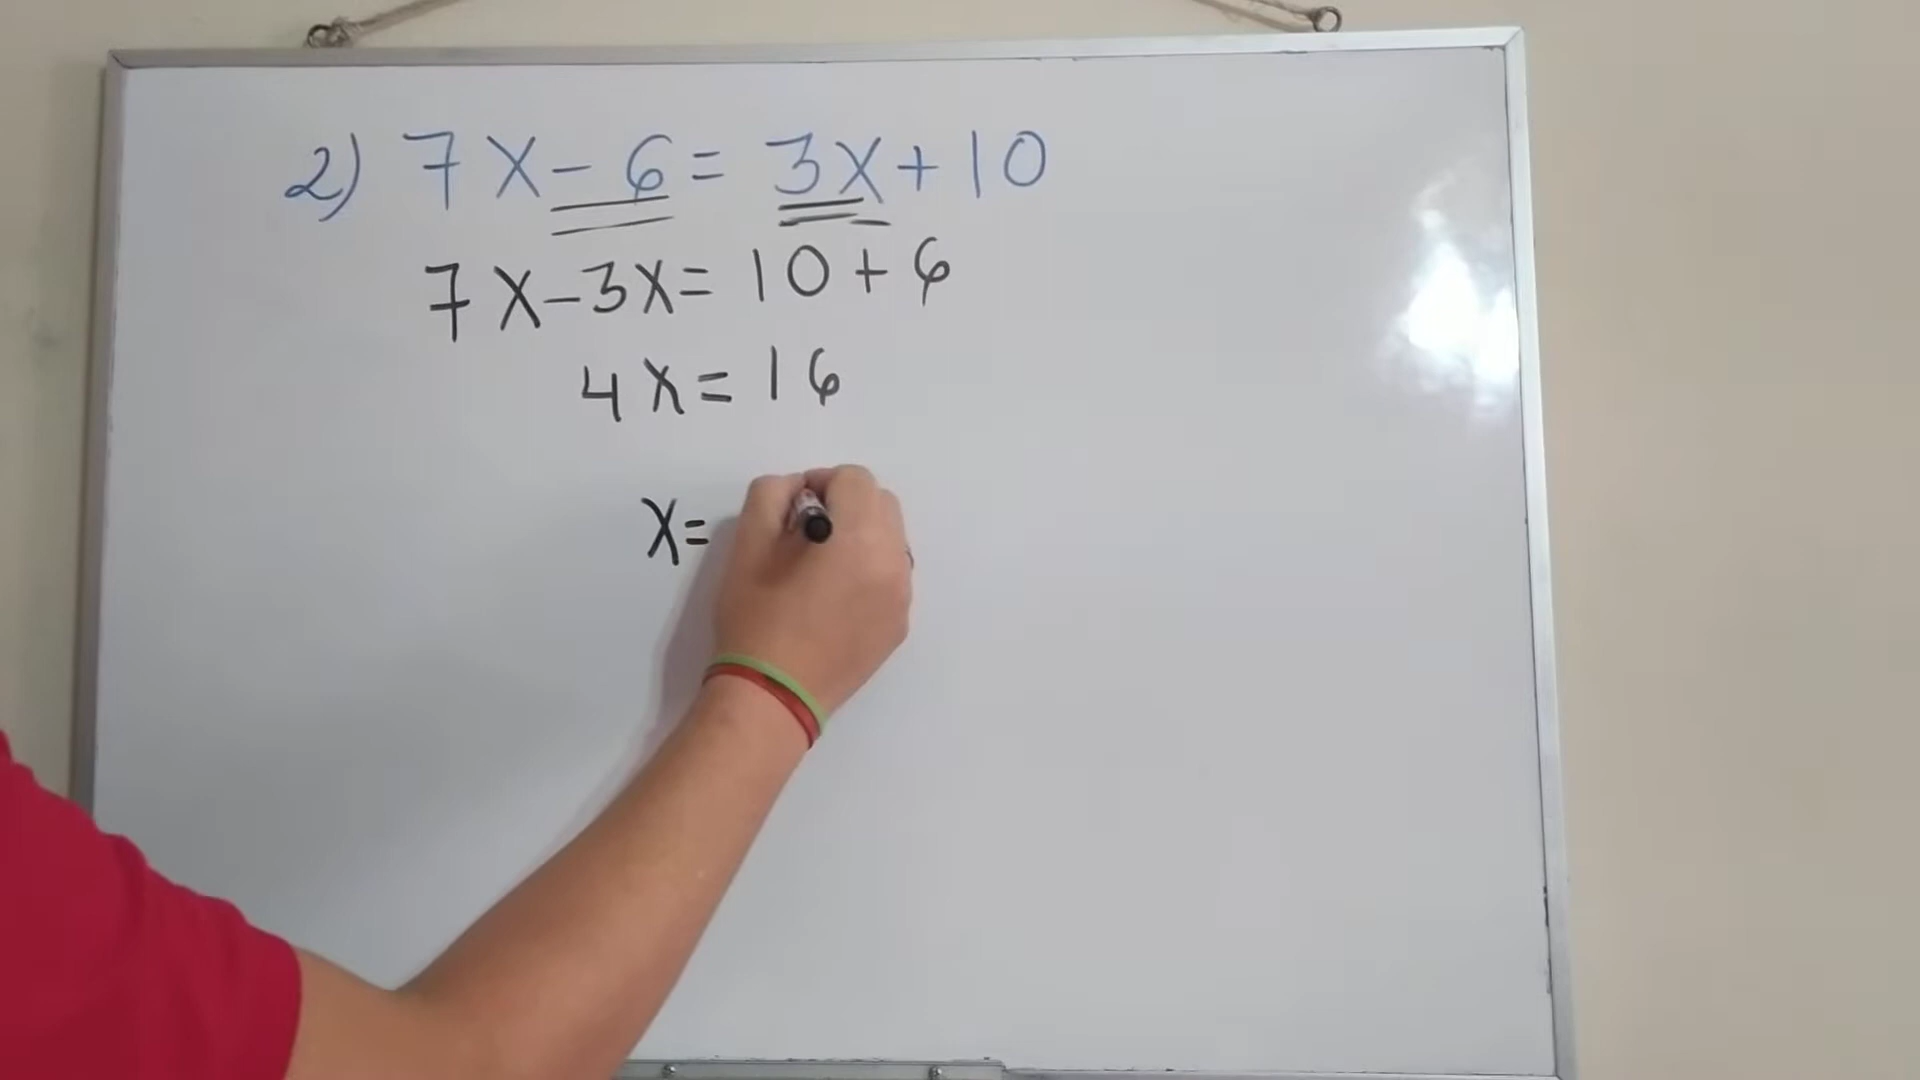 2) 7x - 6 = 3x + 10
7x - 3x = 10 + 6
4x = 16
x =